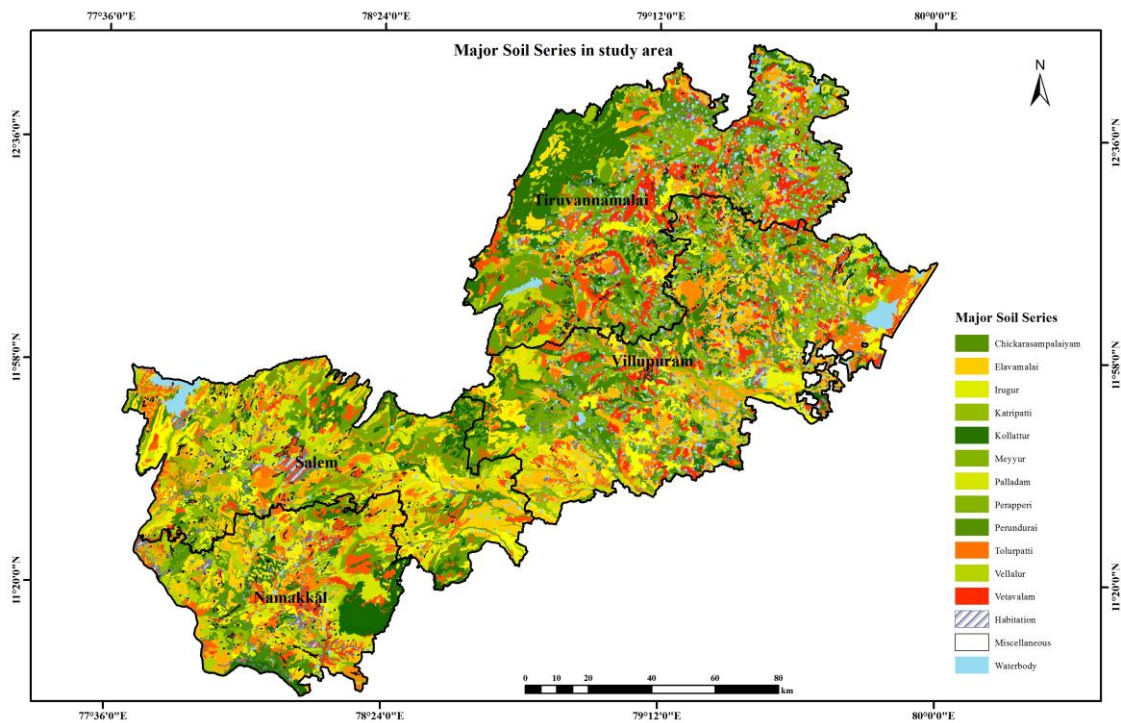 77°36'0"E 78°24'0"E 79°12'0"E 80°0'0"E
Major Soil Series in study area
N
12°36'0"N 12°36'0"N
Tiruvannamalai
Major Soil Series
Chickarasampalaiyam
11°58'0"N Villupuram 11°58'0"N
Elavamalai
Irugur
Katripatti
Kollattur
Meyyur
Salem
Palladam
Perapperi
Perundurai
Tolurpatti
Vellalur
11°20'0"N 11°20'0"N
Namakkal
Vetavalam
Habitation
Miscellaneous
Waterbody
0 10 20 40 60 80
km
77°36'0"E 78°24'0"E 79°12'0"E 80°0'0"E